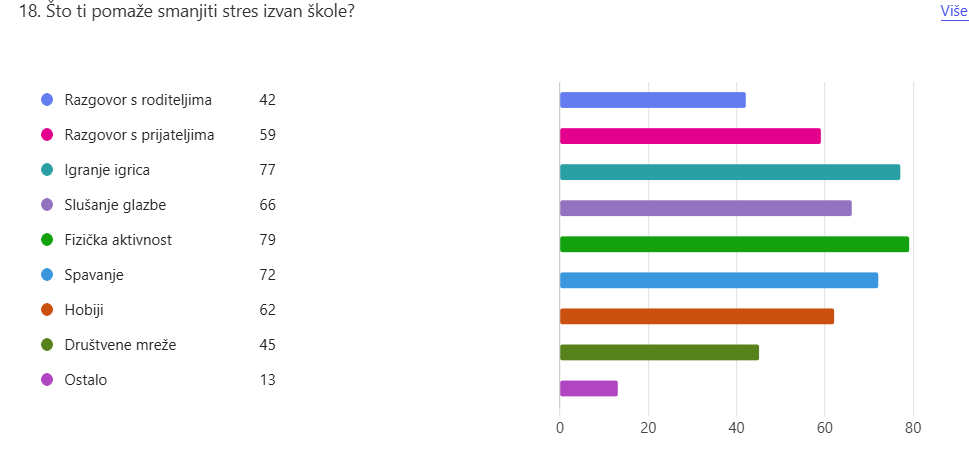 18. Što ti pomaže smanjiti stres izvan škole?
Više
Razgovor s roditeljima 42
Razgovor s prijateljima 59
Igranje igrica 77
Slušanje glazbe 66
Fizička aktivnost 79
Spavanje 72
Hobiji 62
Društvene mreže 45
Ostalo 13
0 20 40 60 80